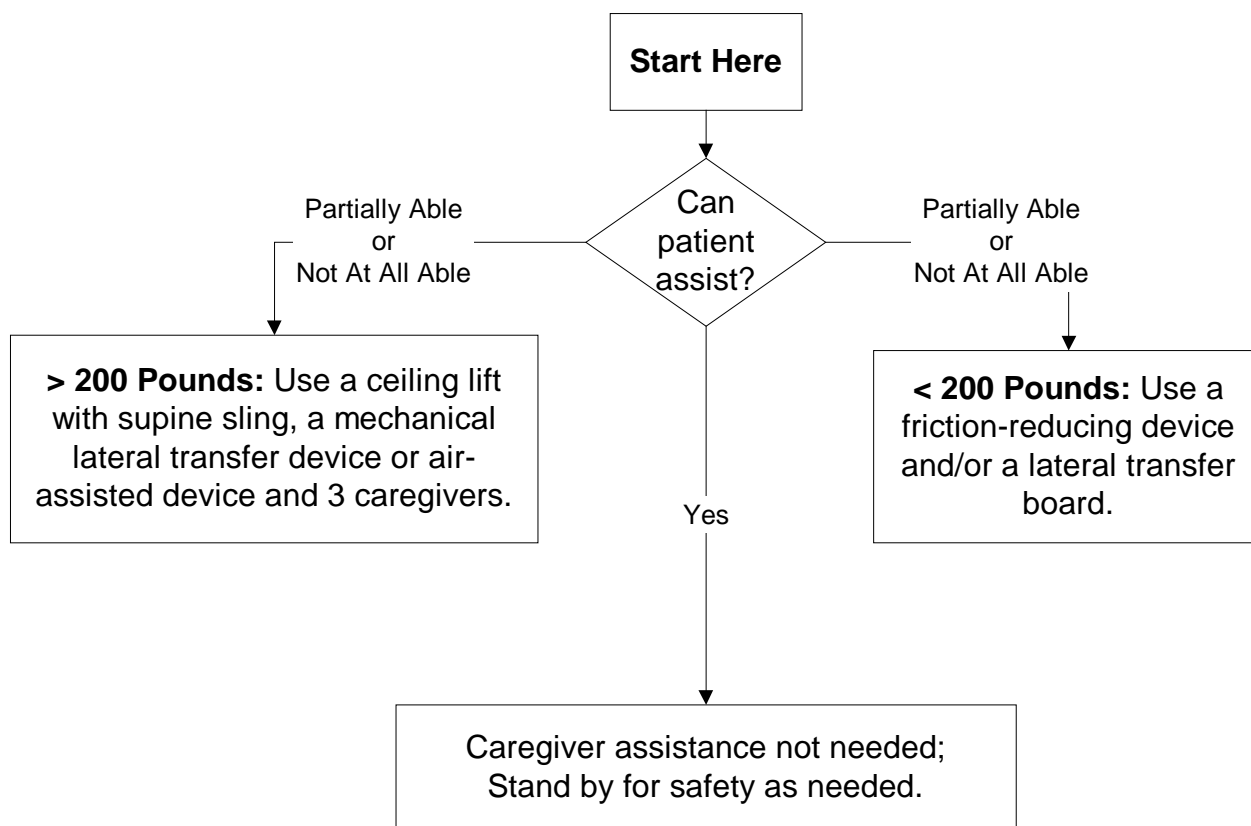 Start Here
Can
patient
assist?
Partially Able
or
Not At All Able
Partially Able
or
Not At All Able
> 200 Pounds: Use a ceiling lift
with supine sling, a mechanical
lateral transfer device or air-
assisted device and 3 caregivers.
< 200 Pounds: Use a
friction-reducing device
and/or a lateral transfer
board.
Yes
Caregiver assistance not needed;
Stand by for safety as needed.